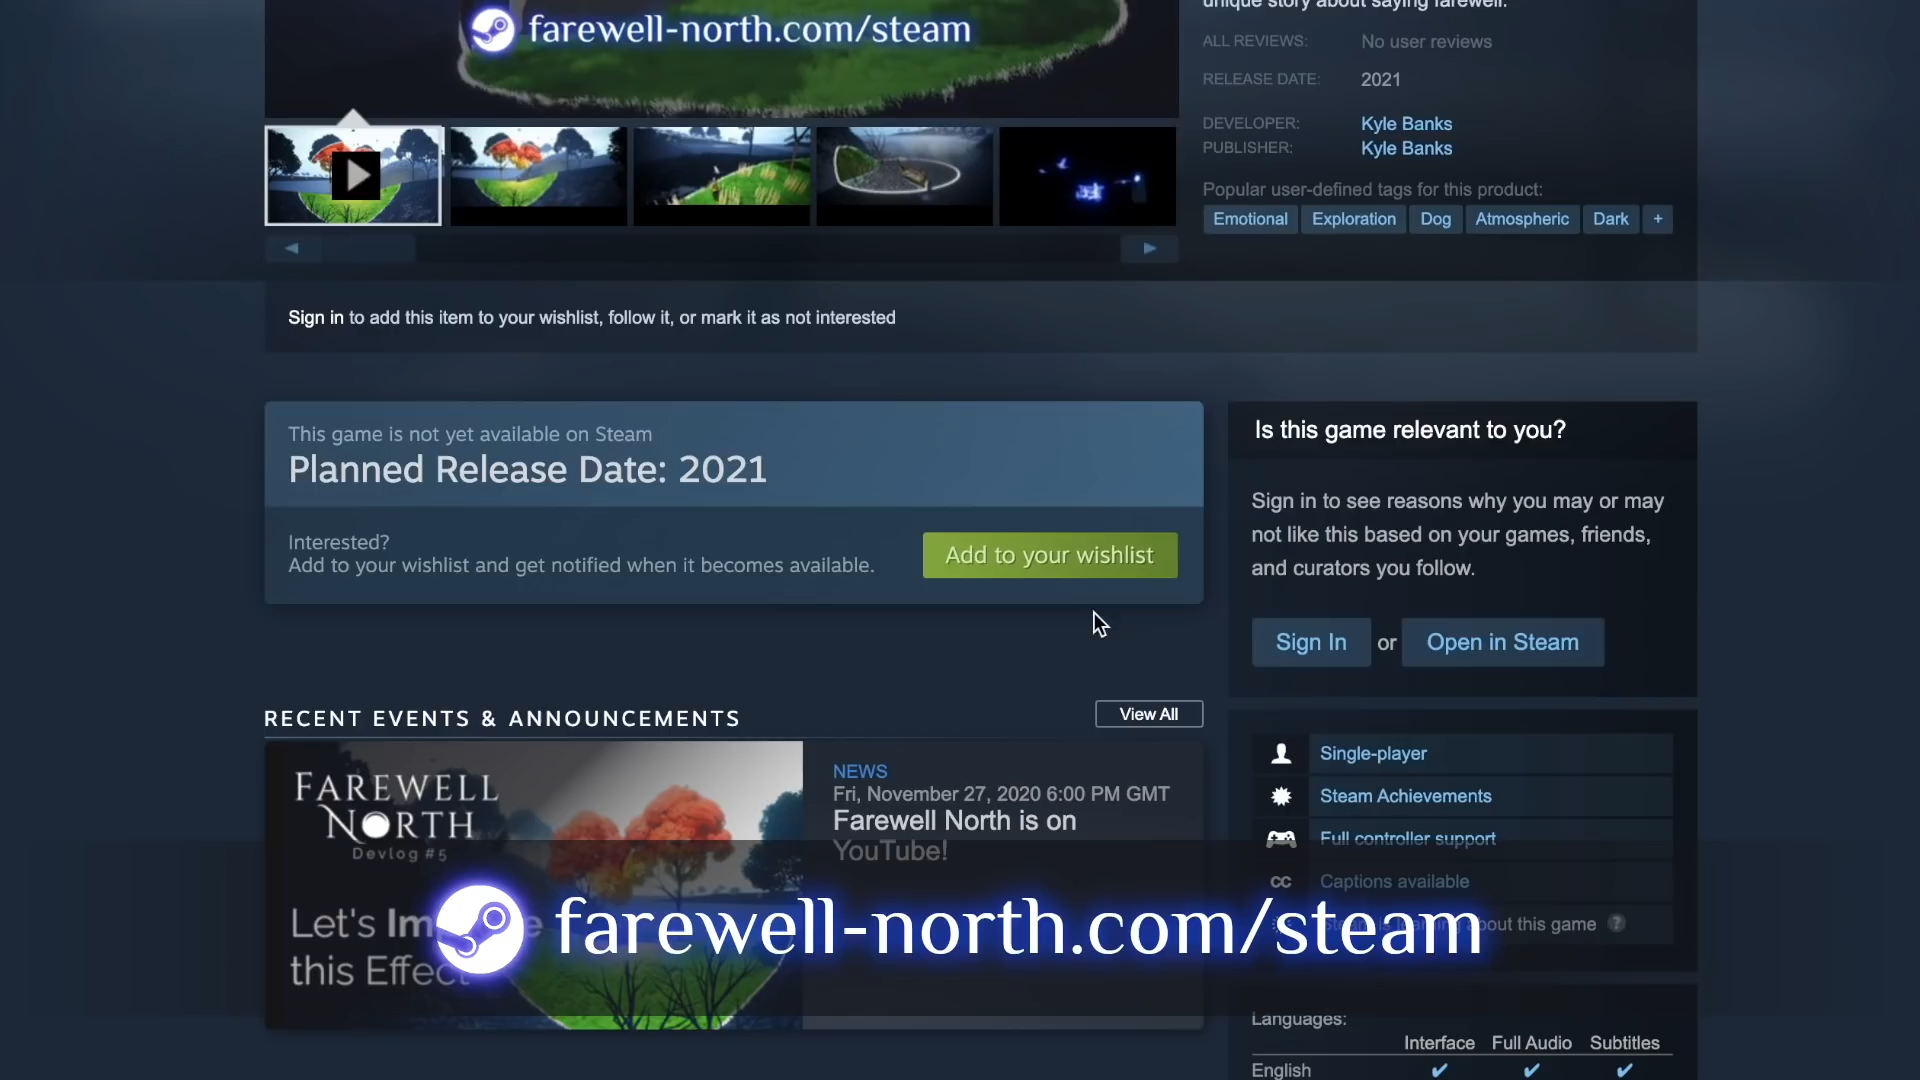 unique story about saying farewell.
farewell-north.com/steam
ALL REVIEWS: No user reviews
RELEASE DATE: 2021
DEVELOPER: Kyle Banks
PUBLISHER: Kyle Banks
Popular user-defined tags for this product:
Emotional Exploration Dog Atmospheric Dark +
Sign in to add this item to your wishlist, follow it, or mark it as not interested
This game is not yet available on Steam
Planned Release Date: 2021
Interested?
Add to your wishlist and get notified when it becomes available.
Add to your wishlist
Is this game relevant to you?
Sign in to see reasons why you may or may
not like this based on your games, friends,
and curators you follow.
Sign In or Open in Steam
RECENT EVENTS & ANNOUNCEMENTS
View All
FAREWELL
NORTH
Devlog #5
Let's
this Effect
NEWS
Fri, November 27, 2020 6:00 PM GMT
Farewell North is on
YouTube!
Single-player
Steam Achievements
Full controller support
CC Captions available
about this game ?
farewell-north.com/steam
Languages:
Interface Full Audio Subtitles
English ✔ ✔ ✔